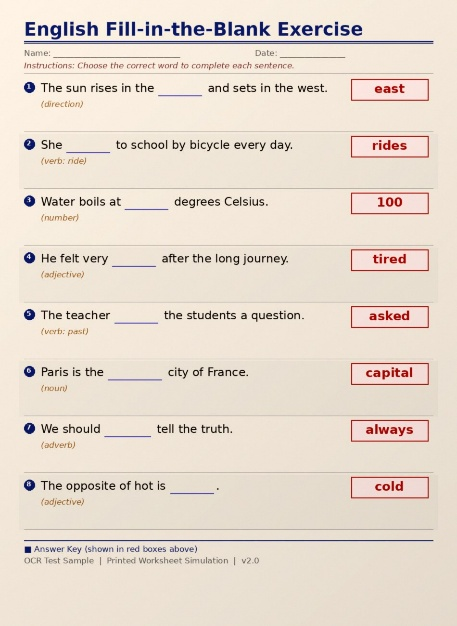 English Fill-in-the-Blank Exercise
Name: ______________________________ Date: ________________
Instructions: Choose the correct word to complete each sentence.
1 The sun rises in the _______ and sets in the west. east
(direction)
2 She _______ to school by bicycle every day. rides
(verb: ride)
3 Water boils at _______ degrees Celsius. 100
(number)
4 He felt very _______ after the long journey. tired
(adjective)
5 The teacher _______ the students a question. asked
(verb: past)
6 Paris is the _________ city of France. capital
(noun)
7 We should ________ tell the truth. always
(adverb)
8 The opposite of hot is _______. cold
(adjective)
■ Answer Key (shown in red boxes above)
OCR Test Sample | Printed Worksheet Simulation | v2.0